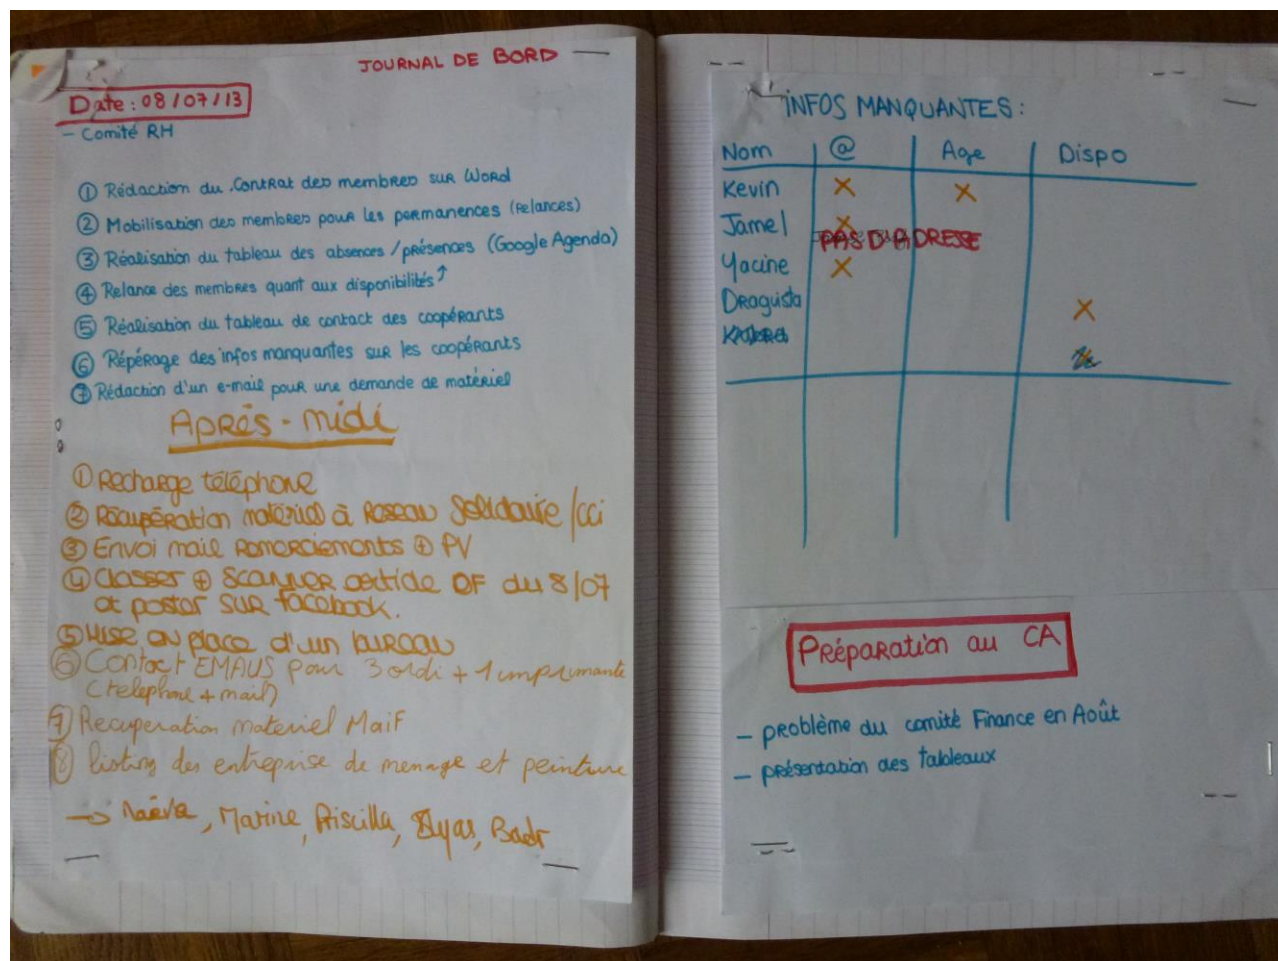 JOURNAL DE BORD
Date : 08/07/13
- Comité RH
① Rédaction du Contrat des membres sur Word
② Mobilisation des membres pour les permanences (Relances)
③ Réalisation du tableau des absences / présences (Google Agenda)
④ Relance des membres quant aux disponibilités ↑
⑤ Réalisation du tableau de contact des coopérants
⑥ Répérage des infos manquantes sur les coopérants
⑦ Rédaction d'un e-mail pour une demande de matériel
Après-midi
① Recharge téléphone
② Récupération matériel à Reseau Solidaire / cci
③ Envoi mail Remerciements + PV
④ Classer + Scanner article OF du 8/07
et poster sur facebook.
⑤ Mise en place d'un bureau
⑥ Contact EMAUS pour 3 ordi + 1 imprimante
(telephone + mail)
⑦ Recuperation materiel Maif
⑧ listing des entreprise de menage et peinture
→ Maëva, Marine, Priscilla, Elyas, Badr
INFOS MANQUANTES :
Nom @ Age Dispo
Kevin X X
Jamel X
PAS D'ADRESSE
Yacine X
Dragusta X
Préparation au CA
- problème du comité Finance en Août
- présentation des tableaux